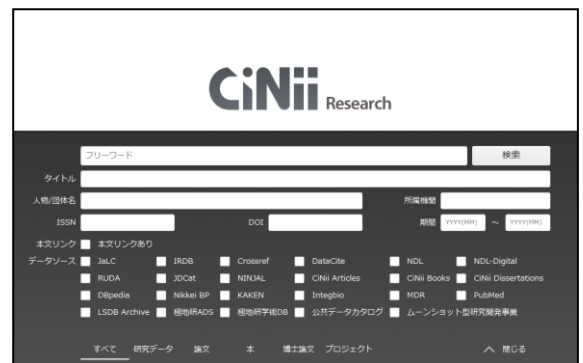 CiNii Research
フリーワード 検索
タイトル
人物/団体名 所属機関
ISSN DOI 期間 YYYY(MM) ～ YYYY(MM)
本文リンク 本文リンクあり
データソース JaLC IRDB Crossref DataCite NDL NDL-Digital
RUDA JDCat NINJAL CiNii Articles CiNii Books CiNii Dissertations
DBpedia Nikkei BP KAKEN Integbio MDR PubMed
LSDB Archive 極地研ADS 極地研学術DB 公共データカタログ ムーンショット型研究開発事業
すべて 研究データ 論文 本 博士論文 プロジェクト 閉じる